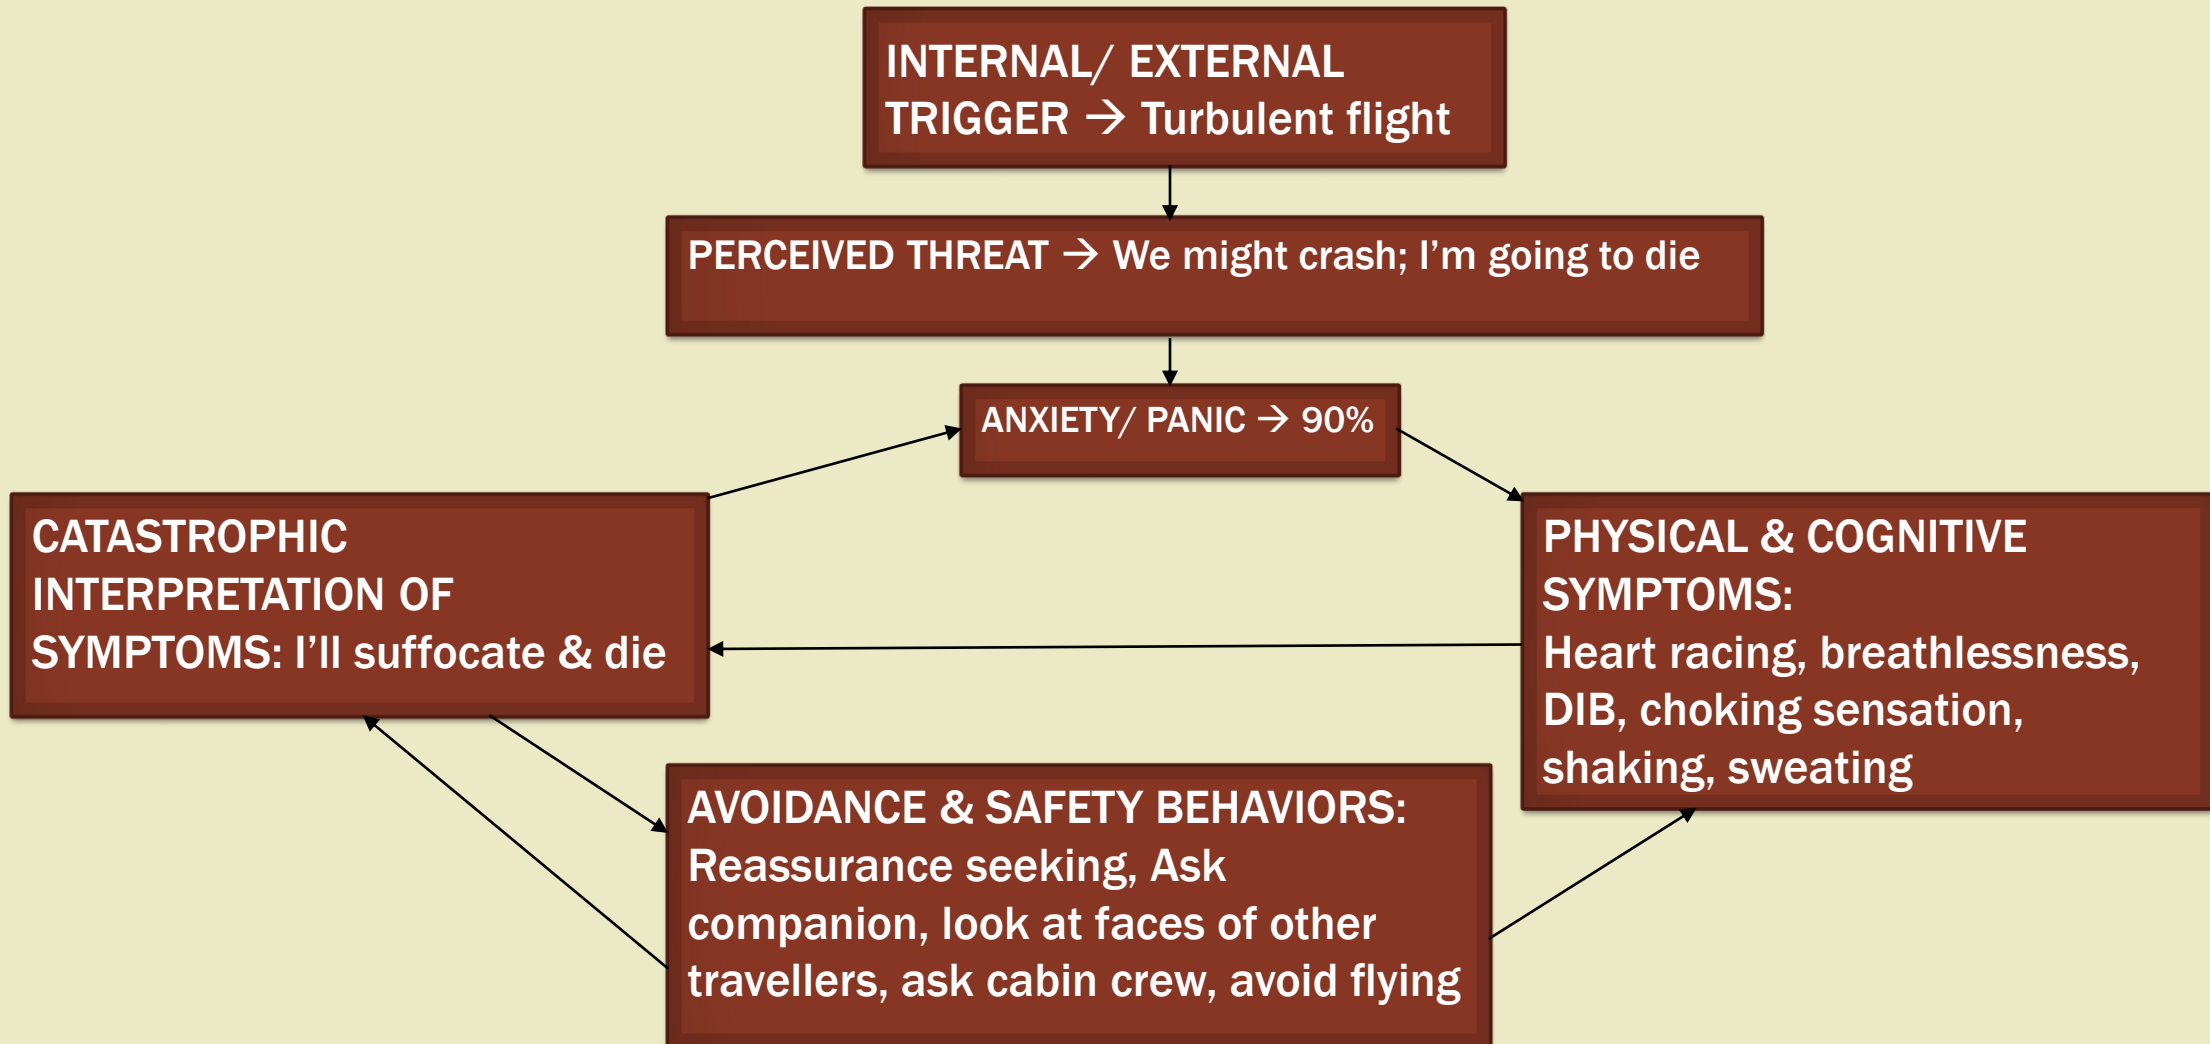 INTERNAL/ EXTERNAL
TRIGGER → Turbulent flight
PERCEIVED THREAT → We might crash; I'm going to die
ANXIETY/ PANIC → 90%
CATASTROPHIC
INTERPRETATION OF
SYMPTOMS: I'll suffocate & die
PHYSICAL & COGNITIVE
SYMPTOMS:
Heart racing, breathlessness,
DIB, choking sensation,
shaking, sweating
AVOIDANCE & SAFETY BEHAVIORS:
Reassurance seeking, Ask
companion, look at faces of other
travellers, ask cabin crew, avoid flying